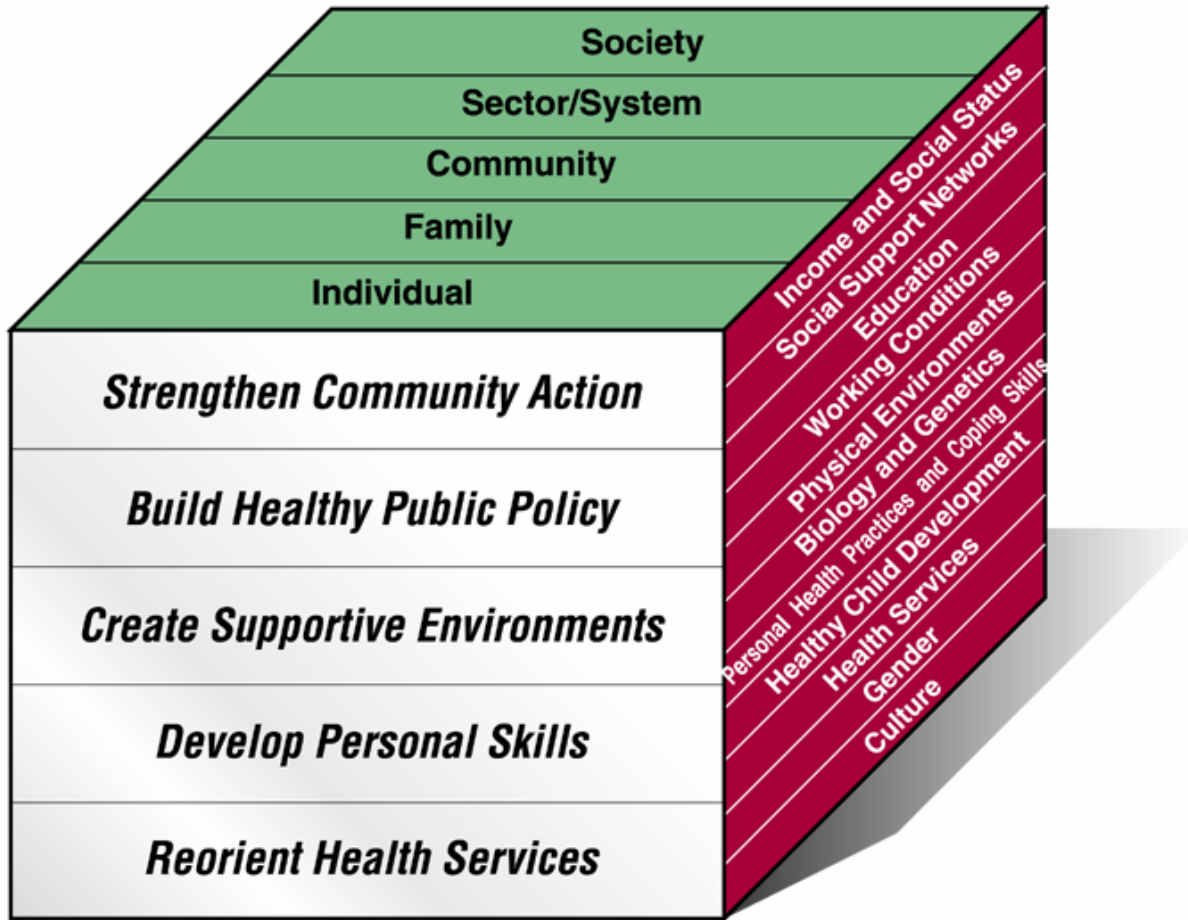 Society
Sector/System
Community
Family
Individual
Strengthen Community Action
Build Healthy Public Policy
Create Supportive Environments
Develop Personal Skills
Reorient Health Services
Income and Social Status
Social Support Networks
Education
Working Conditions
Physical Environments
Biology and Genetics
Personal Health Practices and Coping Skills
Healthy Child Development
Health Services
Gender
Culture